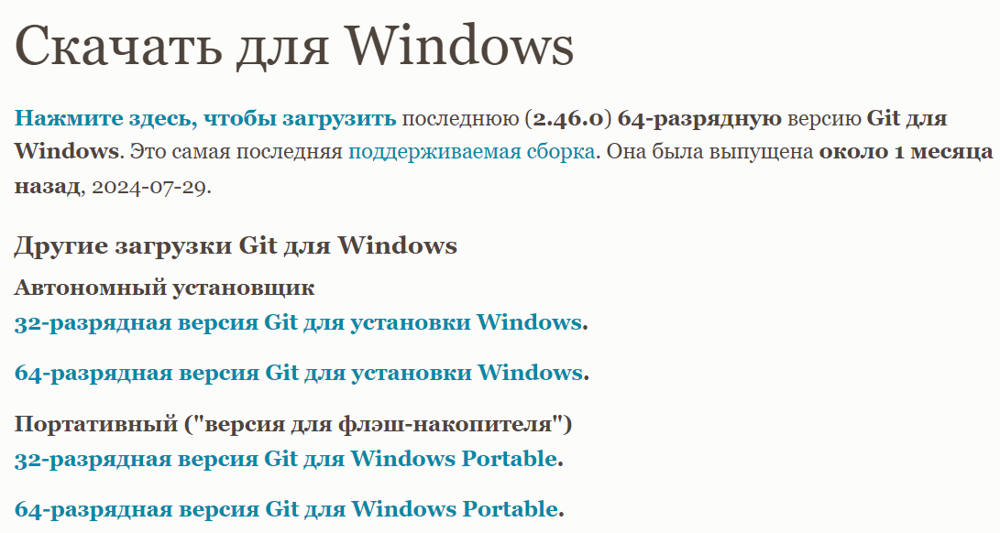 Скачать для Windows
Нажмите здесь, чтобы загрузить последнюю (2.46.0) 64-разрядную версию Git для
Windows. Это самая последняя поддерживаемая сборка. Она была выпущена около 1 месяца
назад, 2024-07-29.
Другие загрузки Git для Windows
Автономный установщик
32-разрядная версия Git для установки Windows.
64-разрядная версия Git для установки Windows.
Портативный ("версия для флэш-накопителя")
32-разрядная версия Git для Windows Portable.
64-разрядная версия Git для Windows Portable.